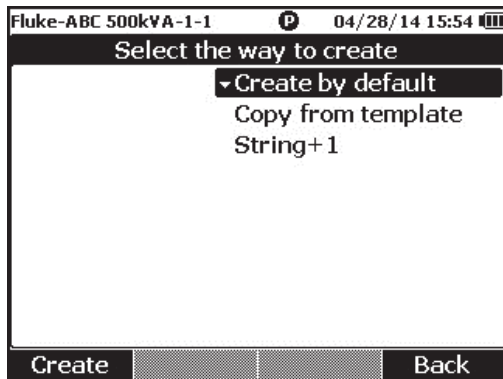 Fluke-ABC 500kVA-1-1 P 04/28/14 15:54
Select the way to create
Create by default
Copy from template
String+1
Create Back